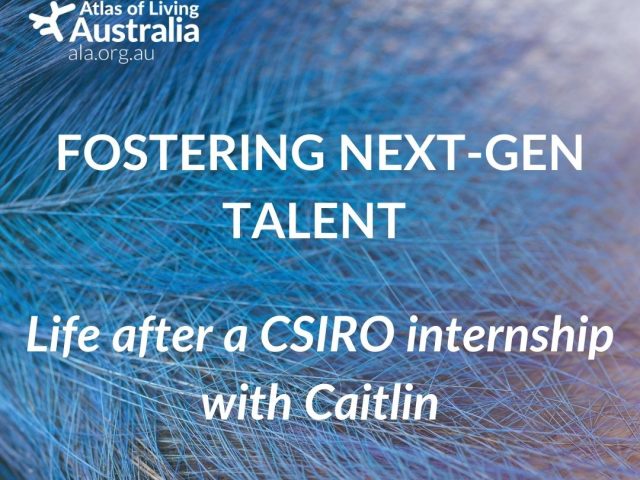 Atlas of Living
Australia
ala.org.au
FOSTERING NEXT-GEN
TALENT
Life after a CSIRO internship
with Caitlin